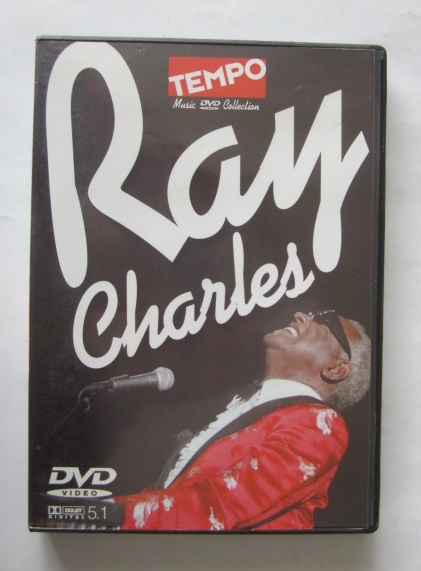 TEMPO
Music DVD Collection
Ray
Charles
DVD
VIDEO
DOLBY
DIGITAL 5.1